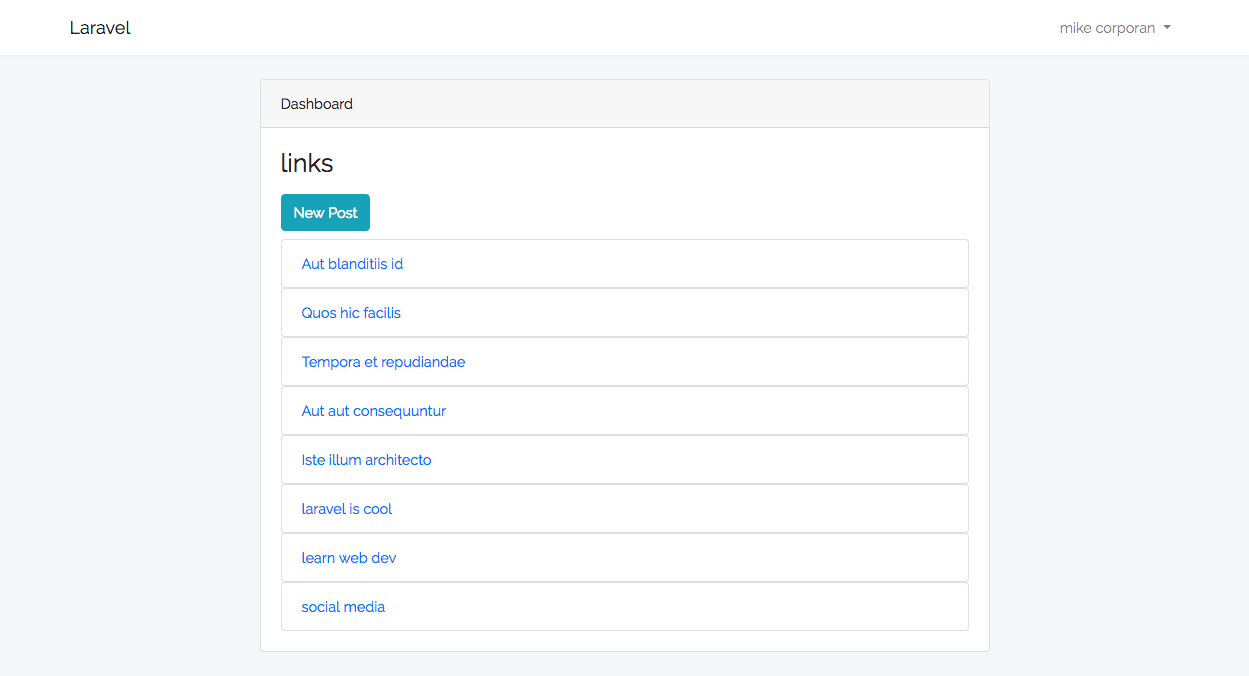 Laravel
mike corporan
Dashboard
links
New Post
Aut blanditiis id
Quos hic facilis
Tempora et repudiandae
Aut aut consequuntur
Iste illum architecto
laravel is cool
learn web dev
social media